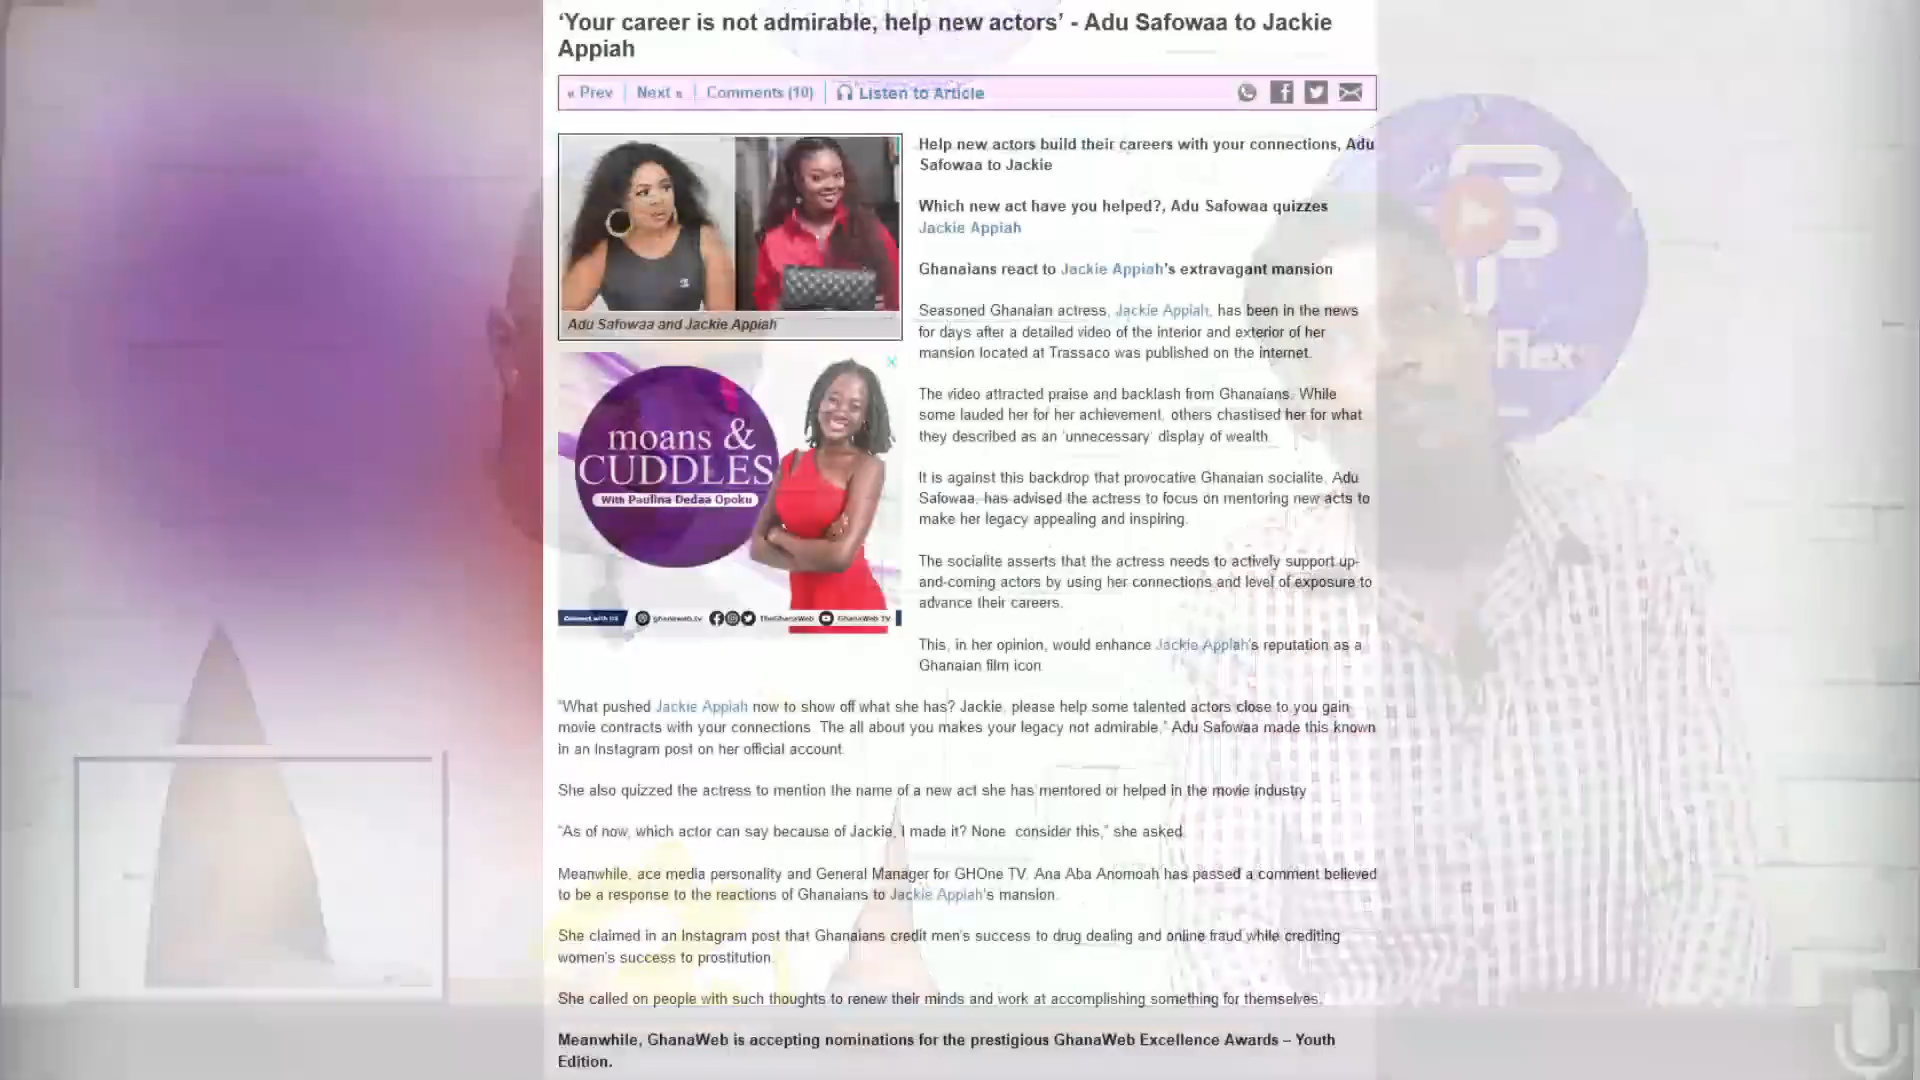 ‘Your career is not admirable, help new actors’ - Adu Safowaa to Jackie
Appiah
« Prev
Next »
Comments (10)
Listen to Article
Adu Safowaa and Jackie Appiah
moans &
CUDDLES
With Paulina Dedaa Opoku
Connect with us
ghanaweb.tv
TheGhanaWeb
GhanaWeb TV
Help new actors build their careers with your connections, Adu
Safowaa to Jackie
Which new act have you helped?, Adu Safowaa quizzes
Jackie Appiah
Ghanaians react to Jackie Appiah's extravagant mansion
Seasoned Ghanaian actress, Jackie Appiah, has been in the news
for days after a detailed video of the interior and exterior of her
mansion located at Trassaco was published on the internet.
The video attracted praise and backlash from Ghanaians. While
some lauded her for her achievement, others chastised her for what
they described as an 'unnecessary' display of wealth.
It is against this backdrop that provocative Ghanaian socialite, Adu
Safowaa, has advised the actress to focus on mentoring new acts to
make her legacy appealing and inspiring.
The socialite asserts that the actress needs to actively support up-
and-coming actors by using her connections and level of exposure to
advance their careers.
This, in her opinion, would enhance Jackie Appiah's reputation as a
Ghanaian film icon.
“What pushed Jackie Appiah now to show off what she has? Jackie, please help some talented actors close to you gain
movie contracts with your connections. The all about you makes your legacy not admirable,” Adu Safowaa made this known
in an Instagram post on her official account.
She also quizzed the actress to mention the name of a new act she has mentored or helped in the movie industry.
“As of now, which actor can say because of Jackie, I made it? None, consider this,” she asked.
Meanwhile, ace media personality and General Manager for GHOne TV, Ana Aba Anomoah has passed a comment believed
to be a response to the reactions of Ghanaians to Jackie Appiah's mansion.
She claimed in an Instagram post that Ghanaians credit men's success to drug dealing and online fraud while crediting
women's success to prostitution.
She called on people with such thoughts to renew their minds and work at accomplishing something for themselves.
Meanwhile, GhanaWeb is accepting nominations for the prestigious GhanaWeb Excellence Awards – Youth
Edition.